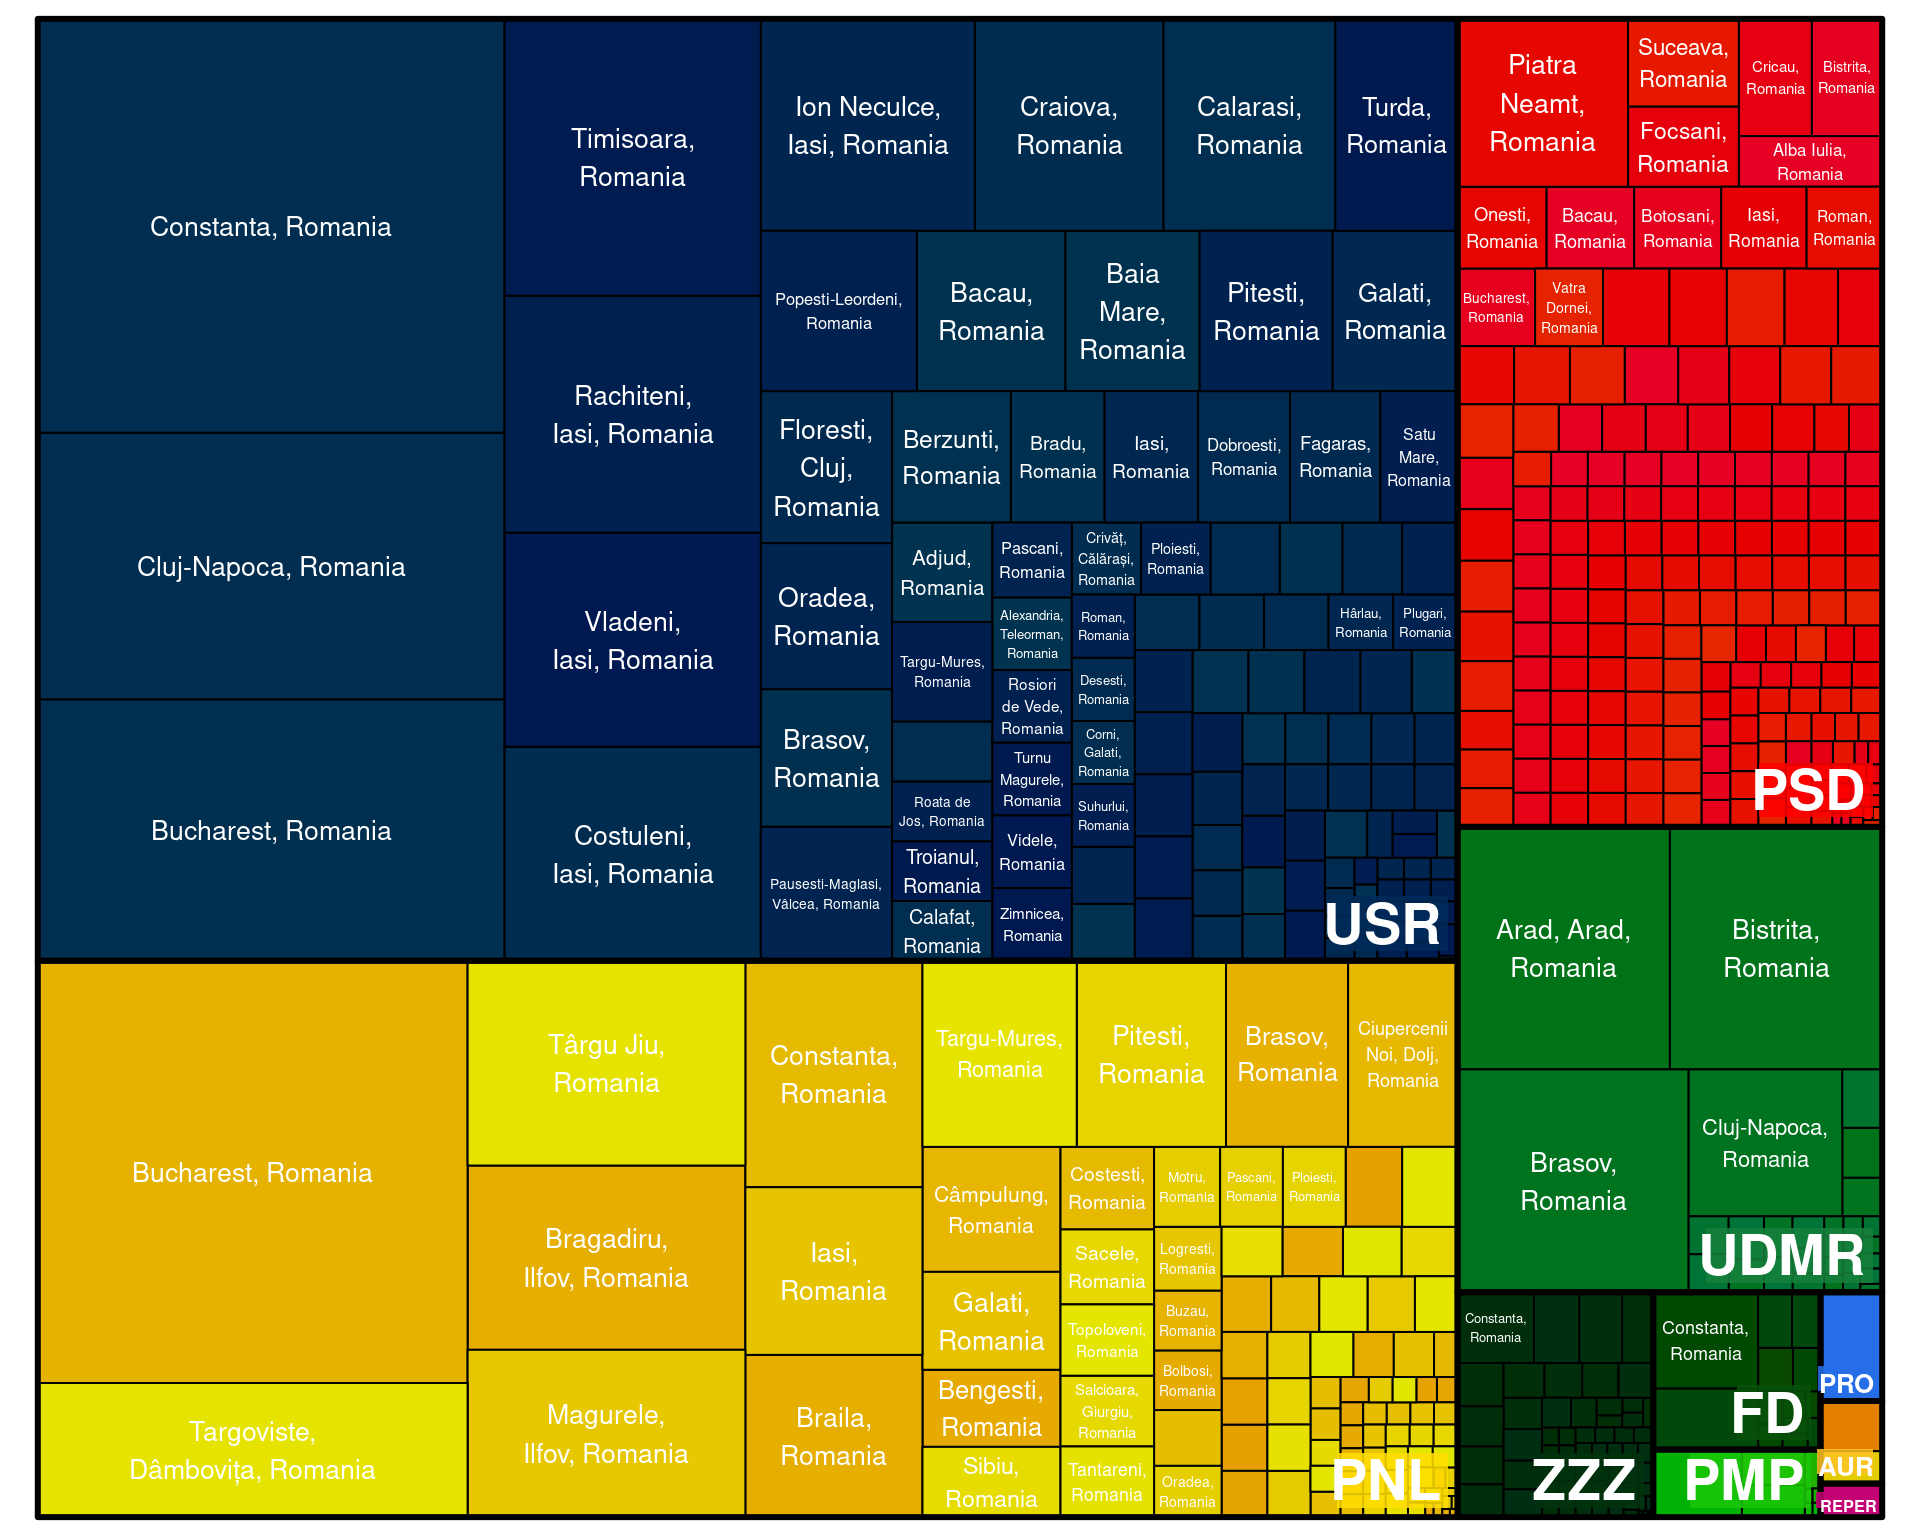 Constanta, Romania
Cluj-Napoca, Romania
Bucharest, Romania
Timisoara,
Romania
Rachiteni,
Iasi, Romania
Vladeni,
Iasi, Romania
Costuleni,
Iasi, Romania
Ion Neculce,
Iasi, Romania
Craiova,
Romania
Calarasi,
Romania
Turda,
Romania
Popesti-Leordeni,
Romania
Bacau,
Romania
Baia
Mare,
Romania
Pitesti,
Romania
Galati,
Romania
Floresti,
Cluj,
Romania
Oradea,
Romania
Brasov,
Romania
Pausesti-Maglasi,
Vâlcea, Romania
Berzunti,
Romania
Bradu,
Romania
Iasi,
Romania
Dobroesti,
Romania
Fagaras,
Romania
Satu
Mare,
Romania
Adjud,
Romania
Targu-Mures,
Romania
Roata de
Jos, Romania
Troianul,
Romania
Calafat,
Romania
Pascani,
Romania
Alexandria,
Teleorman,
Romania
Rosiori
de Vede,
Romania
Turnu
Magurele,
Romania
Videle,
Romania
Zimnicea,
Romania
Crivăț,
Călărași,
Romania
Ploiesti,
Romania
Roman,
Romania
Desesti,
Romania
Corni,
Galati,
Romania
Suhurlui,
Romania
Hârlau,
Romania
Plugari,
Romania
USR
Piatra
Neamt,
Romania
Suceava,
Romania
Focsani,
Romania
Cricau,
Romania
Bistrita,
Romania
Alba Iulia,
Romania
Onesti,
Romania
Bacau,
Romania
Botosani,
Romania
Iasi,
Romania
Roman,
Romania
Bucharest,
Romania
Vatra
Dornei,
Romania
PSD
Bucharest, Romania
Targoviste,
Dâmbovița, Romania
Târgu Jiu,
Romania
Bragadiru,
Ilfov, Romania
Magurele,
Ilfov, Romania
Constanta,
Romania
Iasi,
Romania
Braila,
Romania
Targu-Mures,
Romania
Pitesti,
Romania
Brasov,
Romania
Ciupercenii
Noi, Dolj,
Romania
Câmpulung,
Romania
Galati,
Romania
Bengesti,
Romania
Sibiu,
Romania
Costesti,
Romania
Sacele,
Romania
Topoloveni,
Romania
Salcioara,
Giurgiu,
Romania
Tantareni,
Romania
Motru,
Romania
Pascani,
Romania
Ploiesti,
Romania
Logresti,
Romania
Buzau,
Romania
Bolbosi,
Romania
Oradea,
Romania
PNL
Arad, Arad,
Romania
Bistrita,
Romania
Brasov,
Romania
Cluj-Napoca,
Romania
UDMR
Constanta,
Romania
ZZZ
Constanta,
Romania
FD
PMP
PRO
AUR
REPER